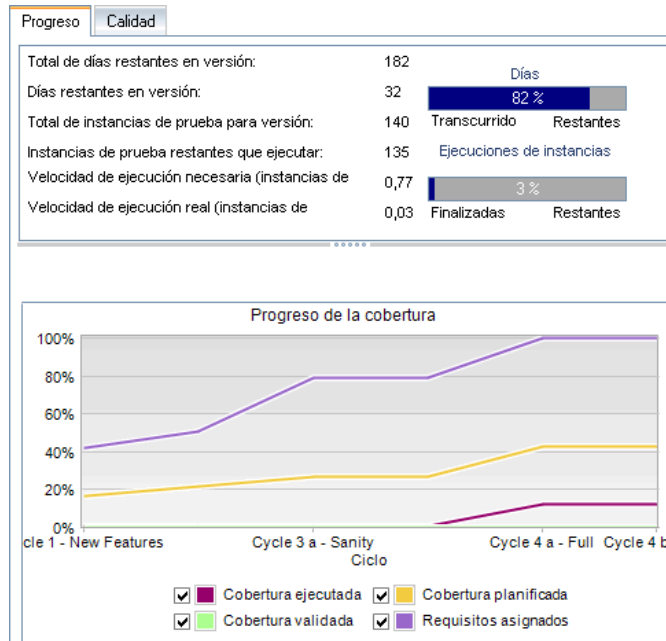 Progreso Calidad
Total de días restantes en versión: 182
Días
Días restantes en versión: 32
82 %
Total de instancias de prueba para versión: 140 Transcurrido Restantes
Instancias de prueba restantes que ejecutar: 135 Ejecuciones de instancias
Velocidad de ejecución necesaria (instancias de 0,77
3 %
Velocidad de ejecución real (instancias de 0,03 Finalizadas Restantes
Progreso de la cobertura
100%
80%
60%
40%
20%
0%
cle 1 - New Features Cycle 3 a - Sanity Cycle 4 a - Full Cycle 4 b
Ciclo
Cobertura ejecutada Cobertura planificada
Cobertura validada Requisitos asignados